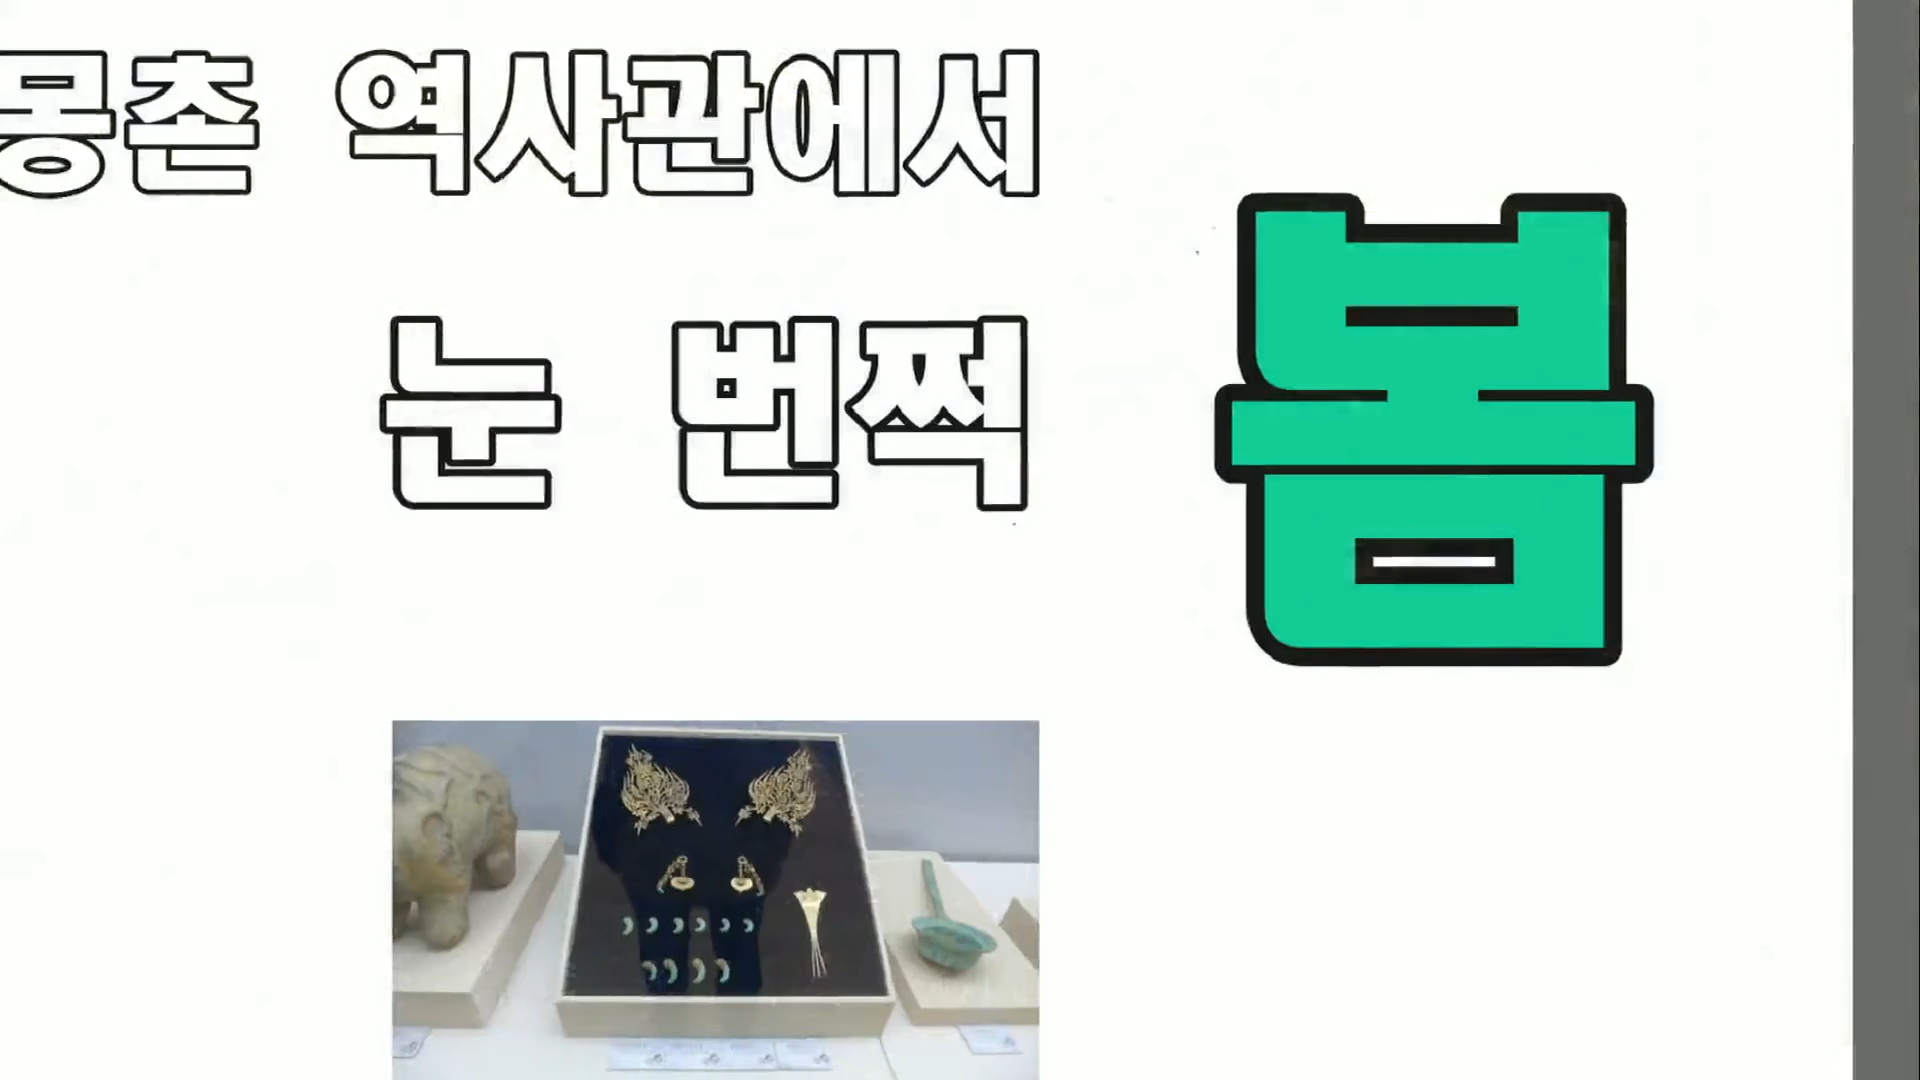 몽촌 역사관에서
눈 번쩍
봄